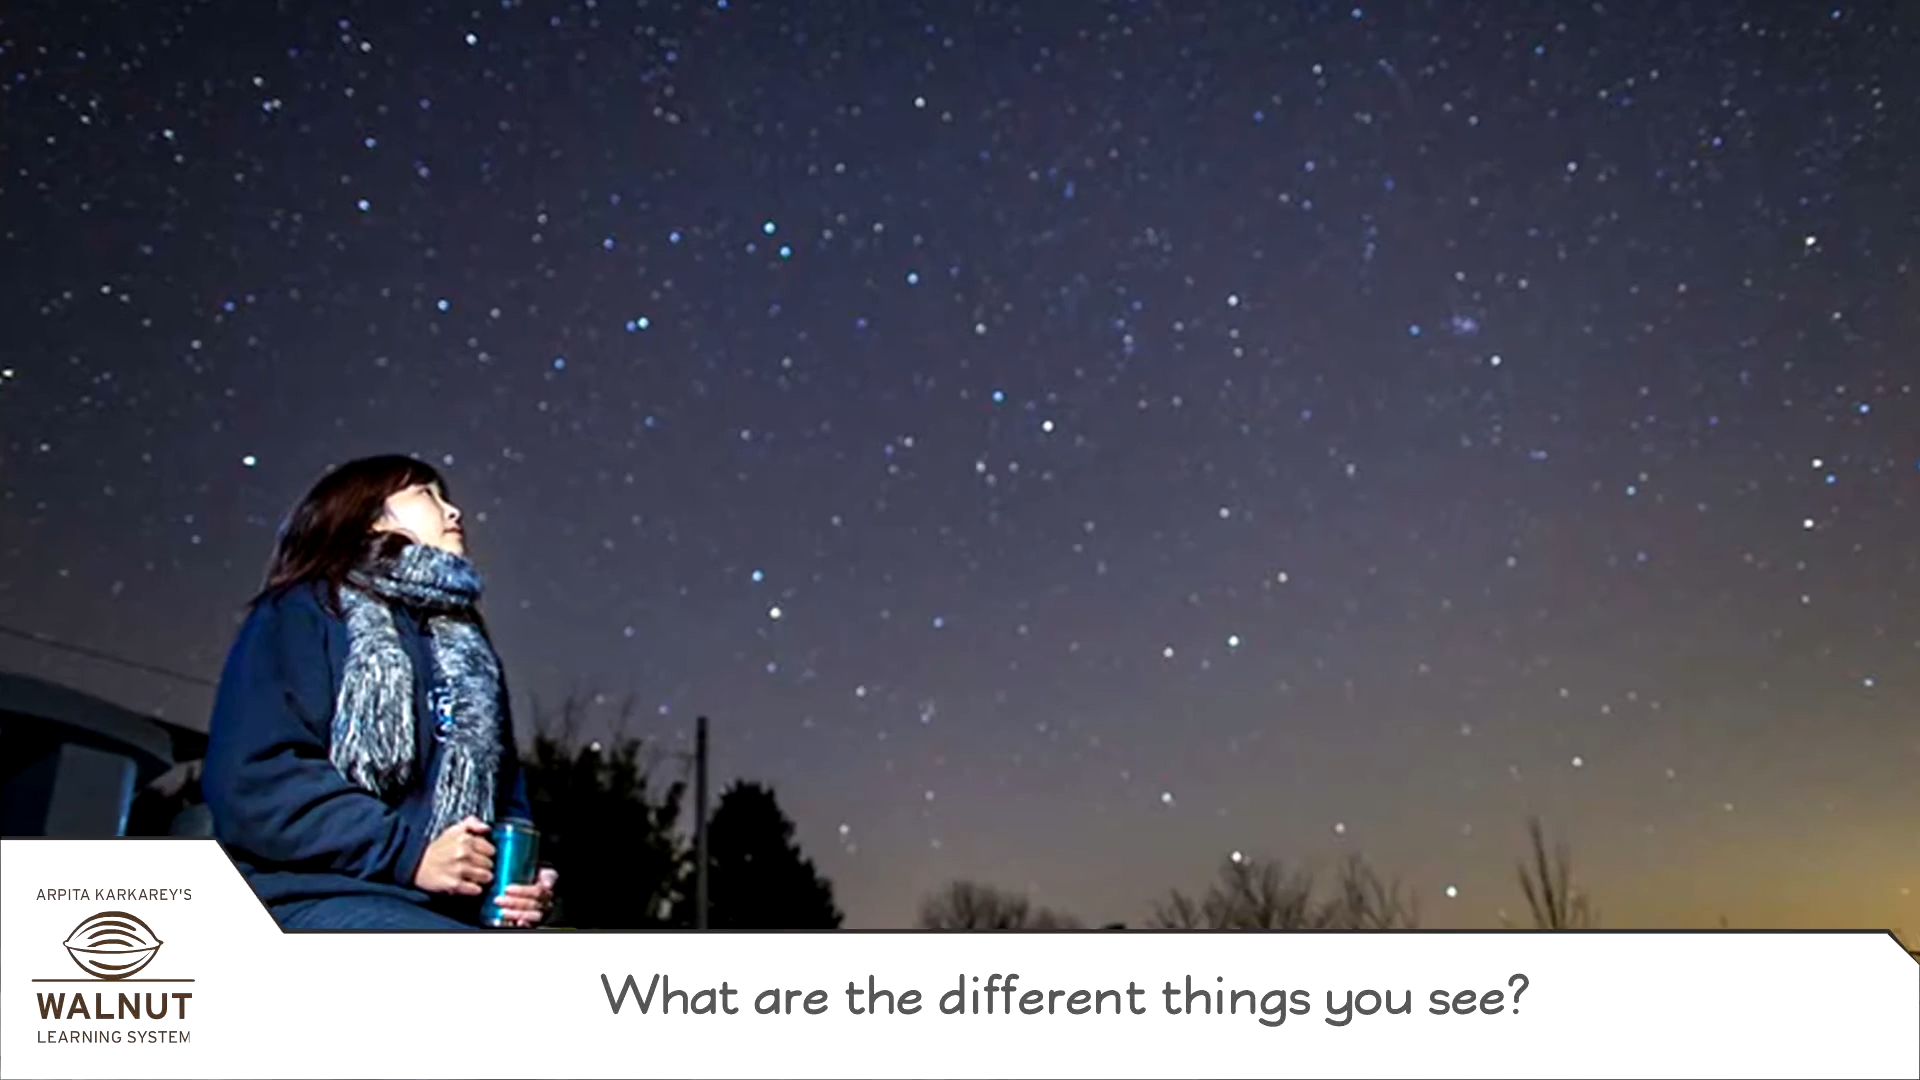 ARPITA KARKAREY'S
WALNUT
LEARNING SYSTEM
What are the different things you see?